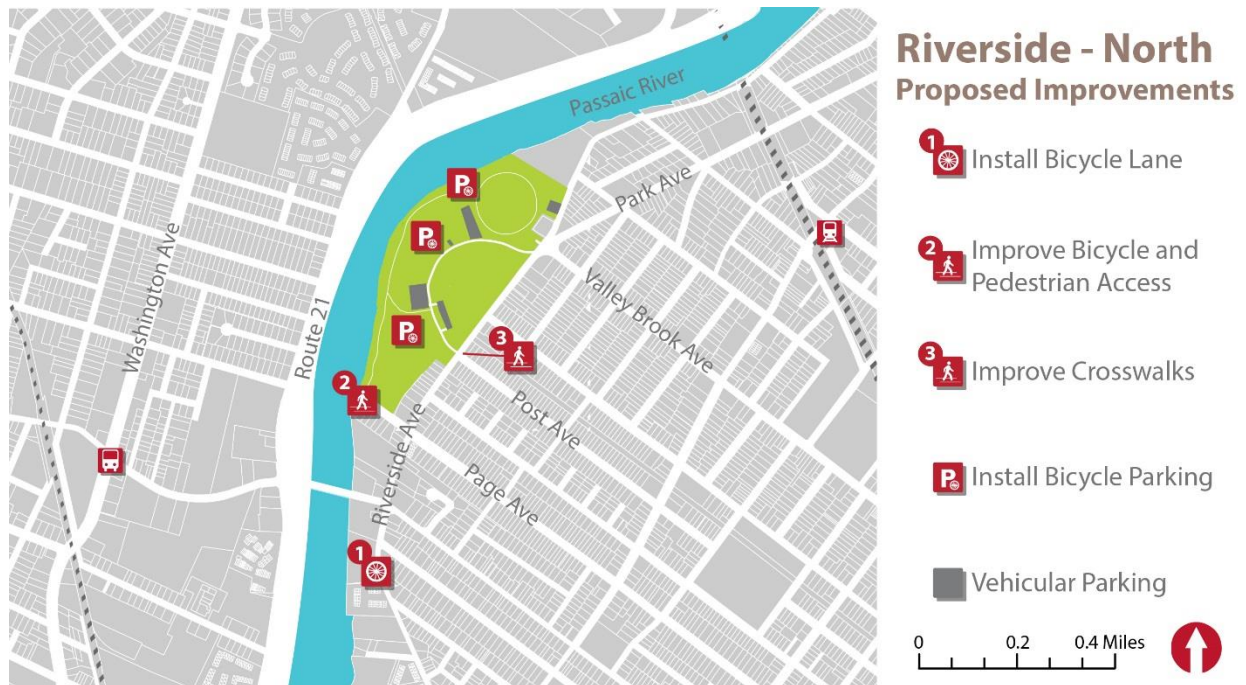 Riverside - North
Proposed Improvements
1
Install Bicycle Lane
2
Improve Bicycle and
Pedestrian Access
3
Improve Crosswalks
P
Install Bicycle Parking
Vehicular Parking
0 0.2 0.4 Miles
Passaic River
Park Ave
Washington Ave
Route 21
Valley Brook Ave
Post Ave
Riverside Ave
Page Ave
P
P
P
3
2
1